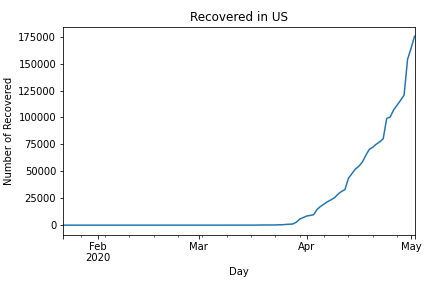 Recovered in US
175000
150000
125000
100000
75000
50000
25000
0
Number of Recovered
Feb
2020
Mar
Apr
May
Day